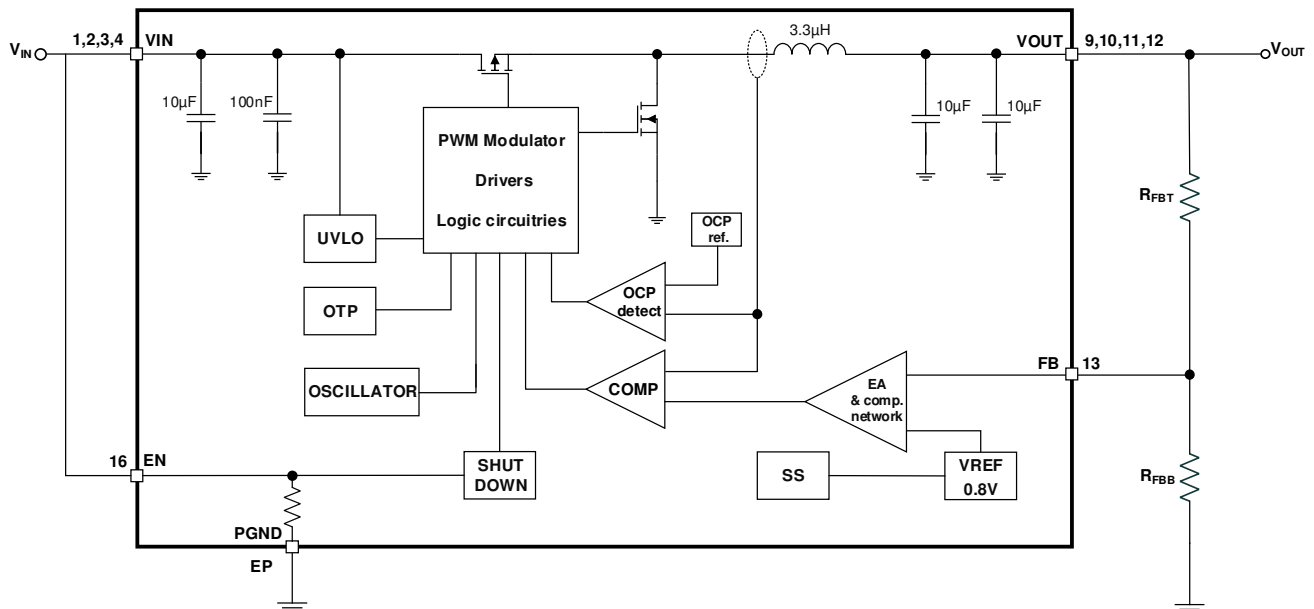 3.3µH
1,2,3,4
VIN
VOUT
9,10,11,12
VIN
VOUT
10µF
100nF
10µF
10µF
PWM Modulator
Drivers
Logic circuitries
RFBT
OCP
ref.
UVLO
OCP
detect
OTP
FB
13
EA
& comp.
network
OSCILLATOR
COMP
16
EN
SHUT
DOWN
SS
VREF
0.8V
RFBB
PGND
EP